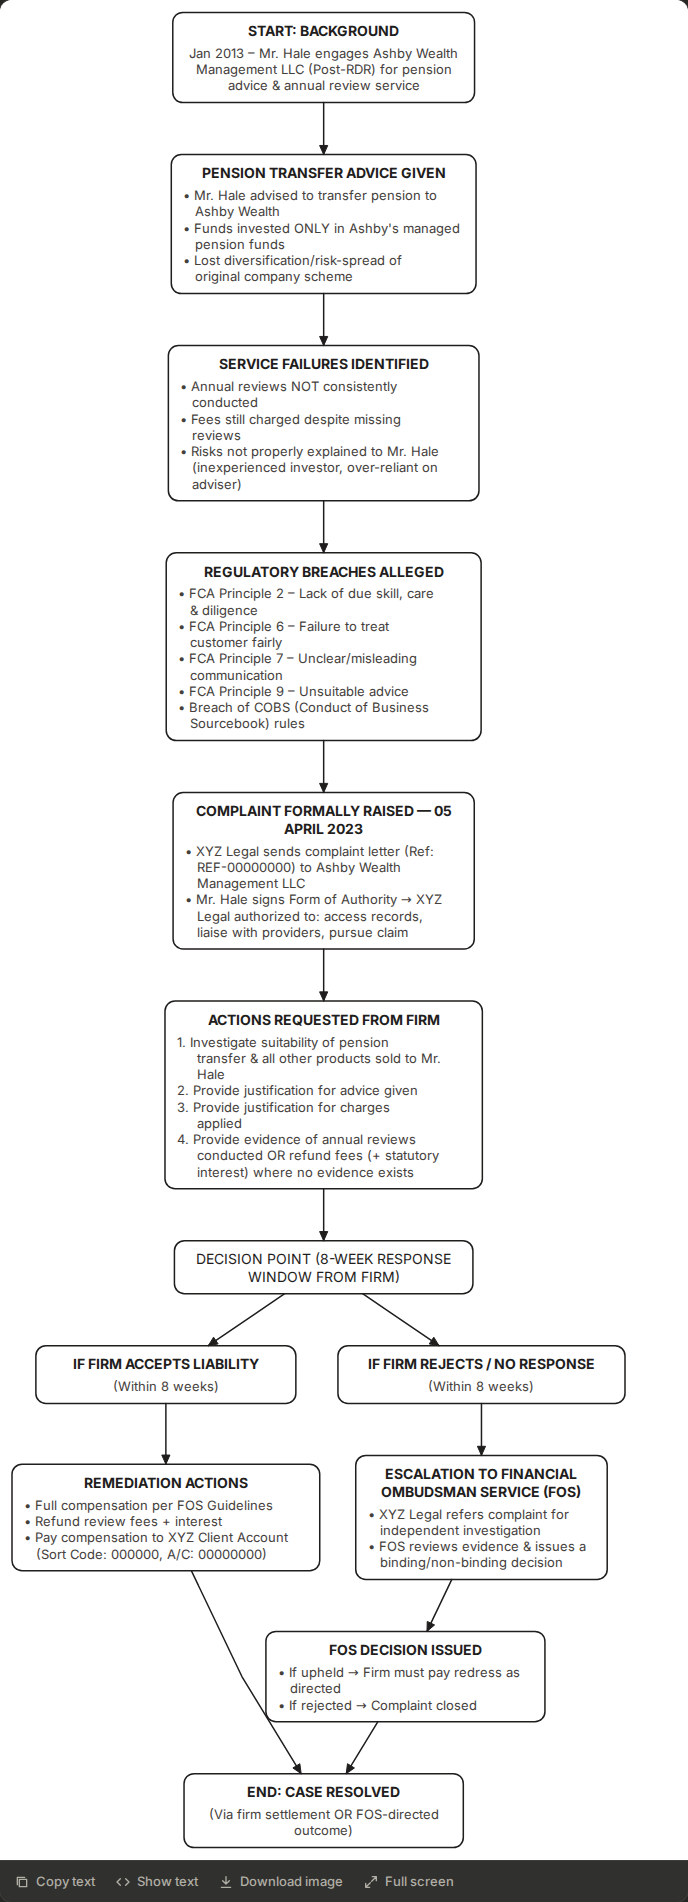 START: BACKGROUND
Jan 2013 – Mr. Hale engages Ashby Wealth
Management LLC (Post-RDR) for pension
advice & annual review service
PENSION TRANSFER ADVICE GIVEN
• Mr. Hale advised to transfer pension to
Ashby Wealth
• Funds invested ONLY in Ashby's managed
pension funds
• Lost diversification/risk-spread of
original company scheme
SERVICE FAILURES IDENTIFIED
• Annual reviews NOT consistently
conducted
• Fees still charged despite missing
reviews
• Risks not properly explained to Mr. Hale
(inexperienced investor, over-reliant on
adviser)
REGULATORY BREACHES ALLEGED
• FCA Principle 2 – Lack of due skill, care
& diligence
• FCA Principle 6 – Failure to treat
customer fairly
• FCA Principle 7 – Unclear/misleading
communication
• FCA Principle 9 – Unsuitable advice
• Breach of COBS (Conduct of Business
Sourcebook) rules
COMPLAINT FORMALLY RAISED — 05
APRIL 2023
• XYZ Legal sends complaint letter (Ref:
REF-00000000) to Ashby Wealth
Management LLC
• Mr. Hale signs Form of Authority → XYZ
Legal authorized to: access records,
liaise with providers, pursue claim
ACTIONS REQUESTED FROM FIRM
1. Investigate suitability of pension
transfer & all other products sold to Mr.
Hale
2. Provide justification for advice given
3. Provide justification for charges
applied
4. Provide evidence of annual reviews
conducted OR refund fees (+ statutory
interest) where no evidence exists
DECISION POINT (8-WEEK RESPONSE
WINDOW FROM FIRM)
IF FIRM ACCEPTS LIABILITY
(Within 8 weeks)
IF FIRM REJECTS / NO RESPONSE
(Within 8 weeks)
REMEDIATION ACTIONS
• Full compensation per FOS Guidelines
• Refund review fees + interest
• Pay compensation to XYZ Client Account
(Sort Code: 000000, A/C: 00000000)
ESCALATION TO FINANCIAL
OMBUDSMAN SERVICE (FOS)
• XYZ Legal refers complaint for
independent investigation
• FOS reviews evidence & issues a
binding/non-binding decision
FOS DECISION ISSUED
• If upheld → Firm must pay redress as
directed
• If rejected → Complaint closed
END: CASE RESOLVED
(Via firm settlement OR FOS-directed
outcome)
Copy text
Show text
Download image
Full screen